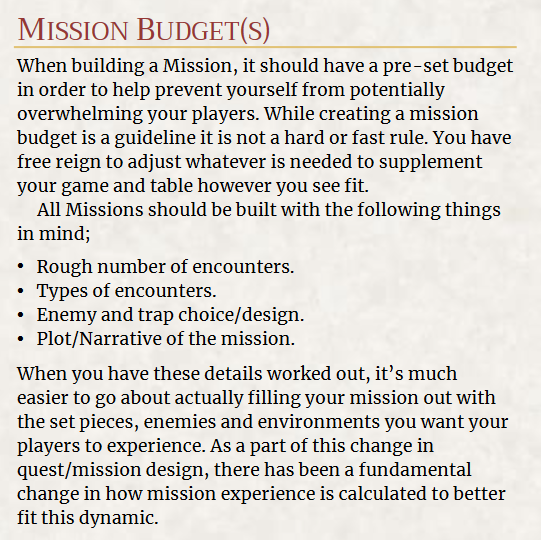 Mission Budget(s)
When building a Mission, it should have a pre-set budget
in order to help prevent yourself from potentially
overwhelming your players. While creating a mission
budget is a guideline it is not a hard or fast rule. You have
free reign to adjust whatever is needed to supplement
your game and table however you see fit.
All Missions should be built with the following things
in mind;
• Rough number of encounters.
• Types of encounters.
• Enemy and trap choice/design.
• Plot/Narrative of the mission.
When you have these details worked out, it’s much
easier to go about actually filling your mission out with
the set pieces, enemies and environments you want your
players to experience. As a part of this change in
quest/mission design, there has been a fundamental
change in how mission experience is calculated to better
fit this dynamic.